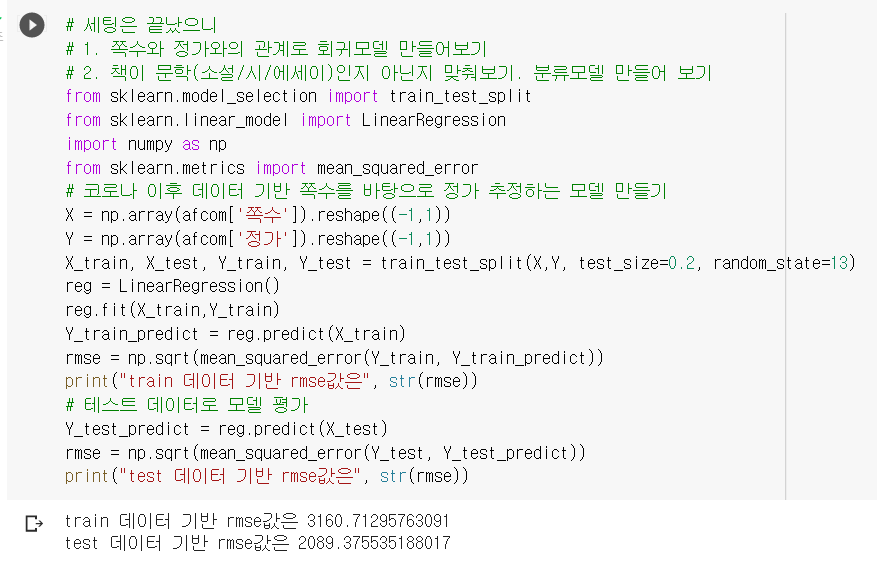 # 세팅은 끝났으니
# 1. 쪽수와 정가와의 관계로 회귀모델 만들어보기
# 2. 책이 문학(소설/시/에세이)인지 아닌지 맞춰보기. 분류모델 만들어 보기
from sklearn.model_selection import train_test_split
from sklearn.linear_model import LinearRegression
import numpy as np
from sklearn.metrics import mean_squared_error
# 코로나 이후 데이터 기반 쪽수를 바탕으로 정가 추정하는 모델 만들기
X = np.array(afcom['쪽수']).reshape((-1,1))
Y = np.array(afcom['정가']).reshape((-1,1))
X_train, X_test, Y_train, Y_test = train_test_split(X,Y, test_size=0.2, random_state=13)
reg = LinearRegression()
reg.fit(X_train,Y_train)
Y_train_predict = reg.predict(X_train)
rmse = np.sqrt(mean_squared_error(Y_train, Y_train_predict))
print("train 데이터 기반 rmse값은", str(rmse))
# 테스트 데이터로 모델 평가
Y_test_predict = reg.predict(X_test)
rmse = np.sqrt(mean_squared_error(Y_test, Y_test_predict))
print("test 데이터 기반 rmse값은", str(rmse))
train 데이터 기반 rmse값은 3160.71295763091
test 데이터 기반 rmse값은 2089.375535188017